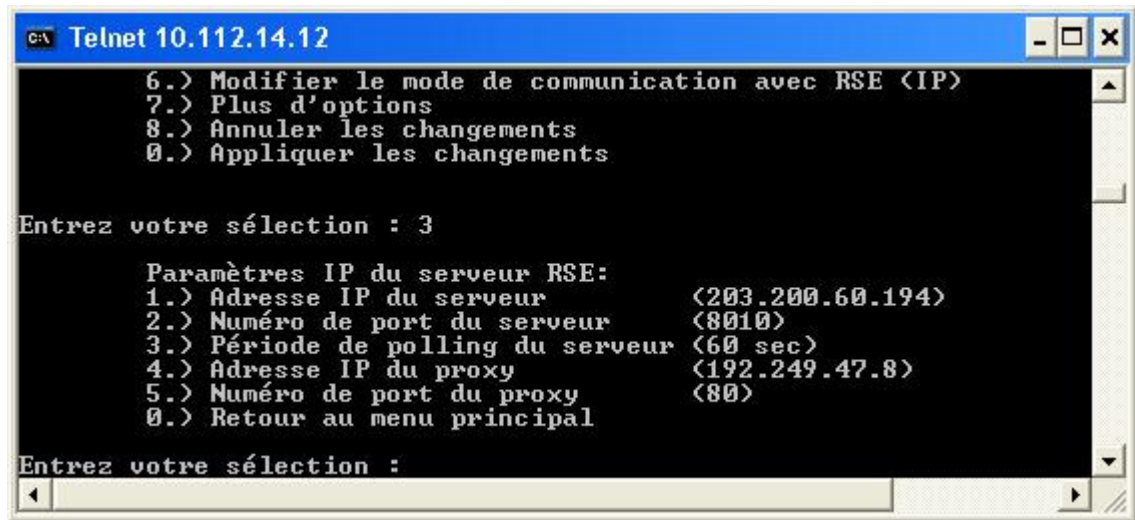 Telnet 10.112.14.12
6.) Modifier le mode de communication avec RSE (IP)
7.) Plus d'options
8.) Annuler les changements
0.) Appliquer les changements
Entrez votre sélection : 3
Paramètres IP du serveur RSE:
1.) Adresse IP du serveur (203.200.60.194)
2.) Numéro de port du serveur (8010)
3.) Période de polling du serveur (60 sec)
4.) Adresse IP du proxy (192.249.47.8)
5.) Numéro de port du proxy (80)
0.) Retour au menu principal
Entrez votre sélection :